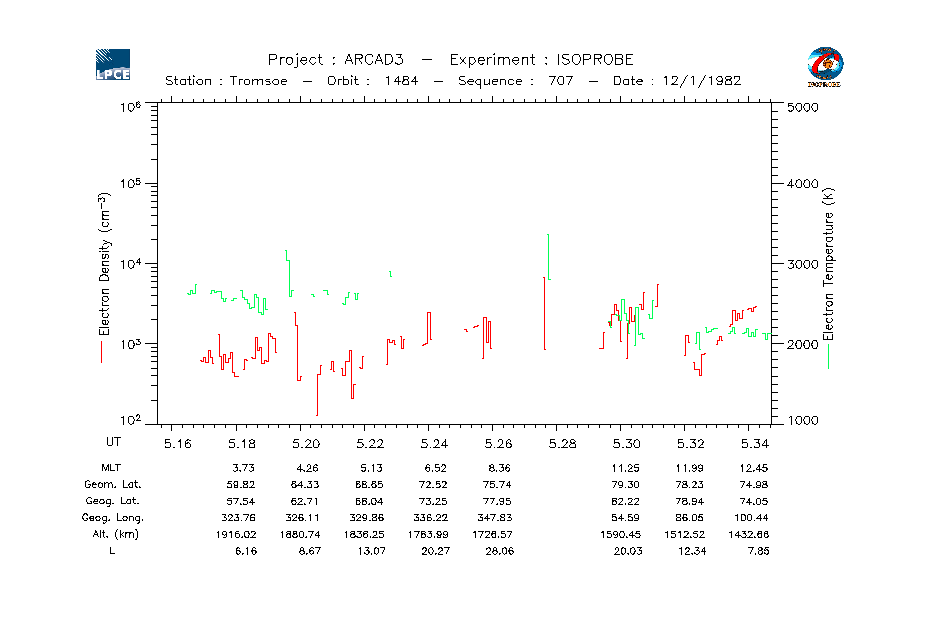 LPCE
Project : ARCAD3 — Experiment : ISOPROBE
ISOPROBE
Station : Tromsoe — Orbit : 1484 — Sequence : 707 — Date : 12/1/1982
10^6 5000
10^5 4000
10^4 3000
10^3 2000
10^2 1000
Electron Density (cm^-3)
Electron Temperature (K)
UT 5.16 5.18 5.20 5.22 5.24 5.26 5.28 5.30 5.32 5.34
MLT 3.73 4.26 5.13 6.52 8.36 11.25 11.99 12.45
Geom. Lat. 59.82 64.33 68.65 72.52 75.74 79.30 78.23 74.98
Geog. Lat. 57.54 62.71 68.04 73.25 77.95 82.22 78.94 74.05
Geog. Long. 323.76 326.11 329.86 336.22 347.83 54.59 86.05 100.44
Alt. (km) 1916.02 1880.74 1836.25 1783.99 1726.57 1590.45 1512.52 1432.66
L 6.16 8.67 13.07 20.27 28.06 20.03 12.34 7.85